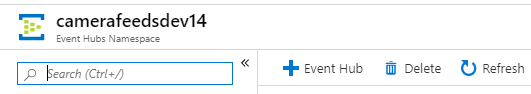 camerafeedsdev14
Event Hubs Namespace
Search (Ctrl+/)
«
+ Event Hub
Delete
Refresh